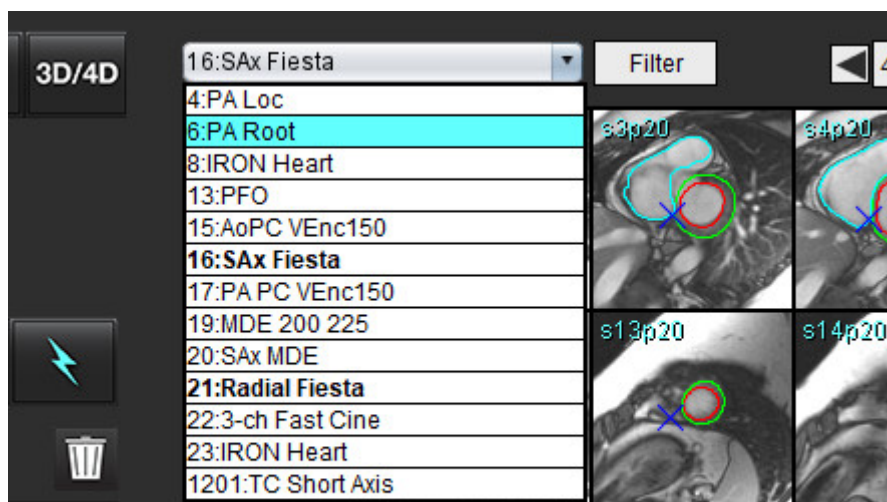 3D/4D
16:SAx Fiesta
Filter
4:PA Loc
6:PA Root
8:IRON Heart
13:PFO
15:AoPC VEnc150
16:SAx Fiesta
17:PA PC VEnc150
19:MDE 200 225
20:SAx MDE
21:Radial Fiesta
22:3-ch Fast Cine
23:IRON Heart
1201:TC Short Axis
s3p20
s4p20
s13p20
s14p20